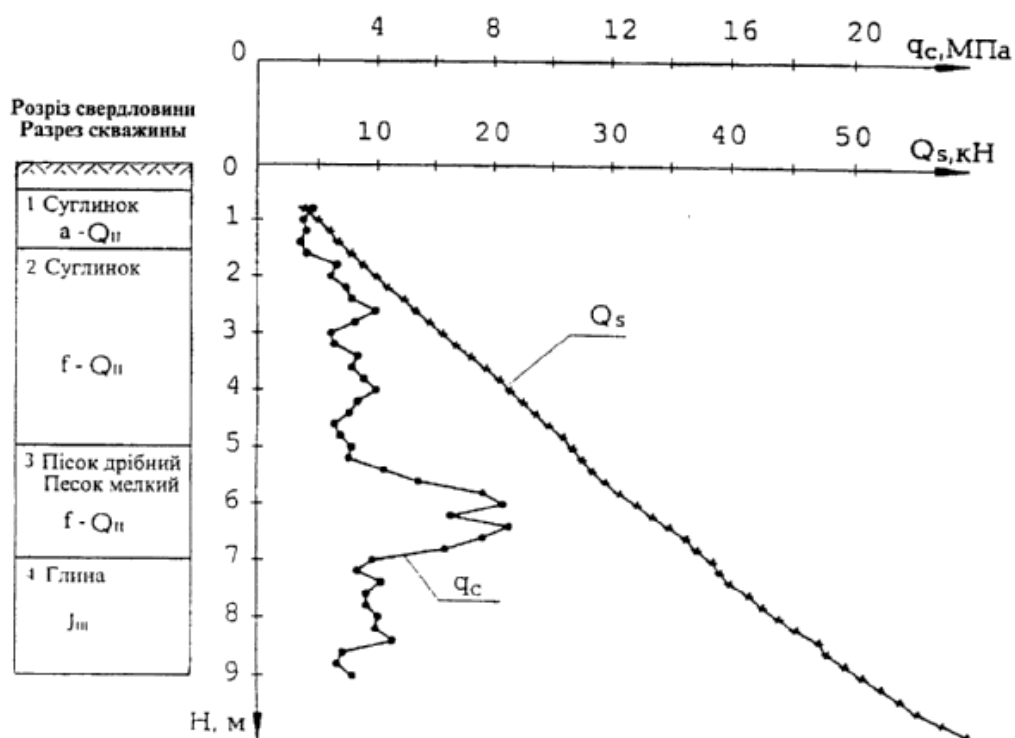 4 8 12 16 20
0 qc, МПа
Розріз свердловини
Разрез скважины
10 20 30 40 50
0 Qs, кН
1 Суглинок
a - QII
2 Суглинок
f - QII
3 Пісок дрібний
Песок мелкий
f - QII
4 Глина
JIII
1
2
3
4
5
6
7
8
9
Н, м
Qs
qc